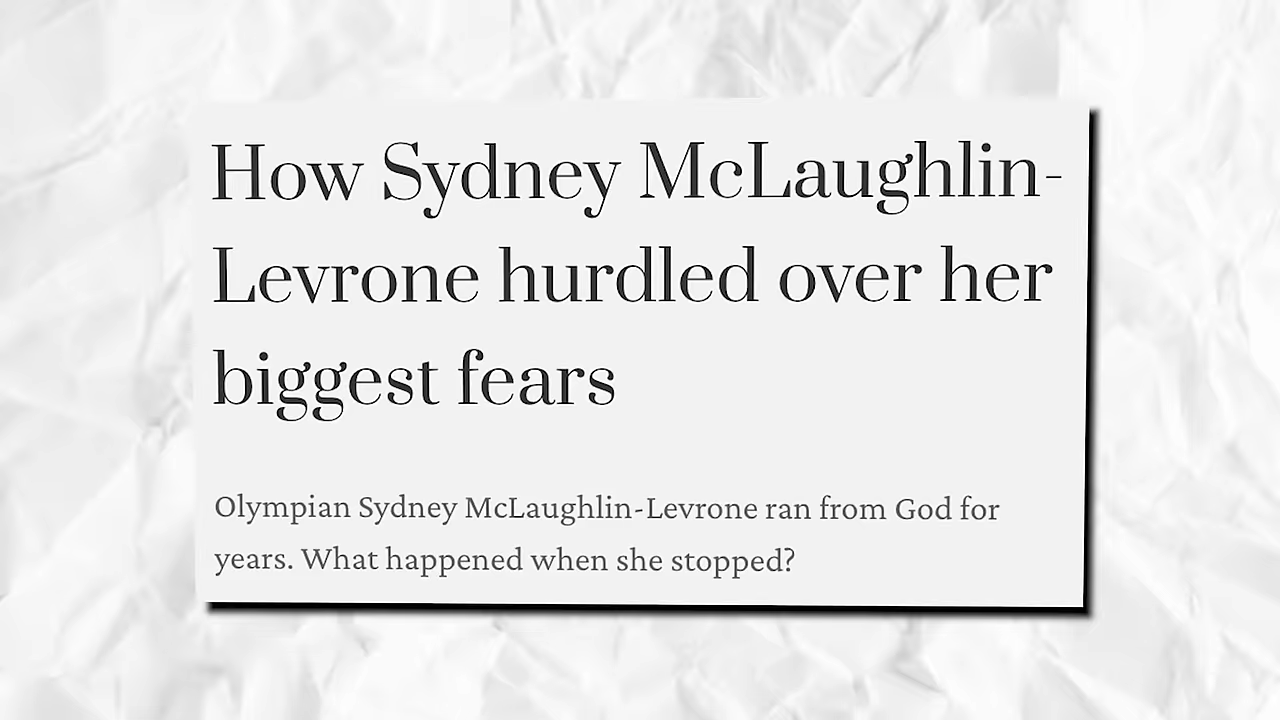 How Sydney McLaughlin-
Levrone hurdled over her
biggest fears
Olympian Sydney McLaughlin-Levrone ran from God for
years. What happened when she stopped?